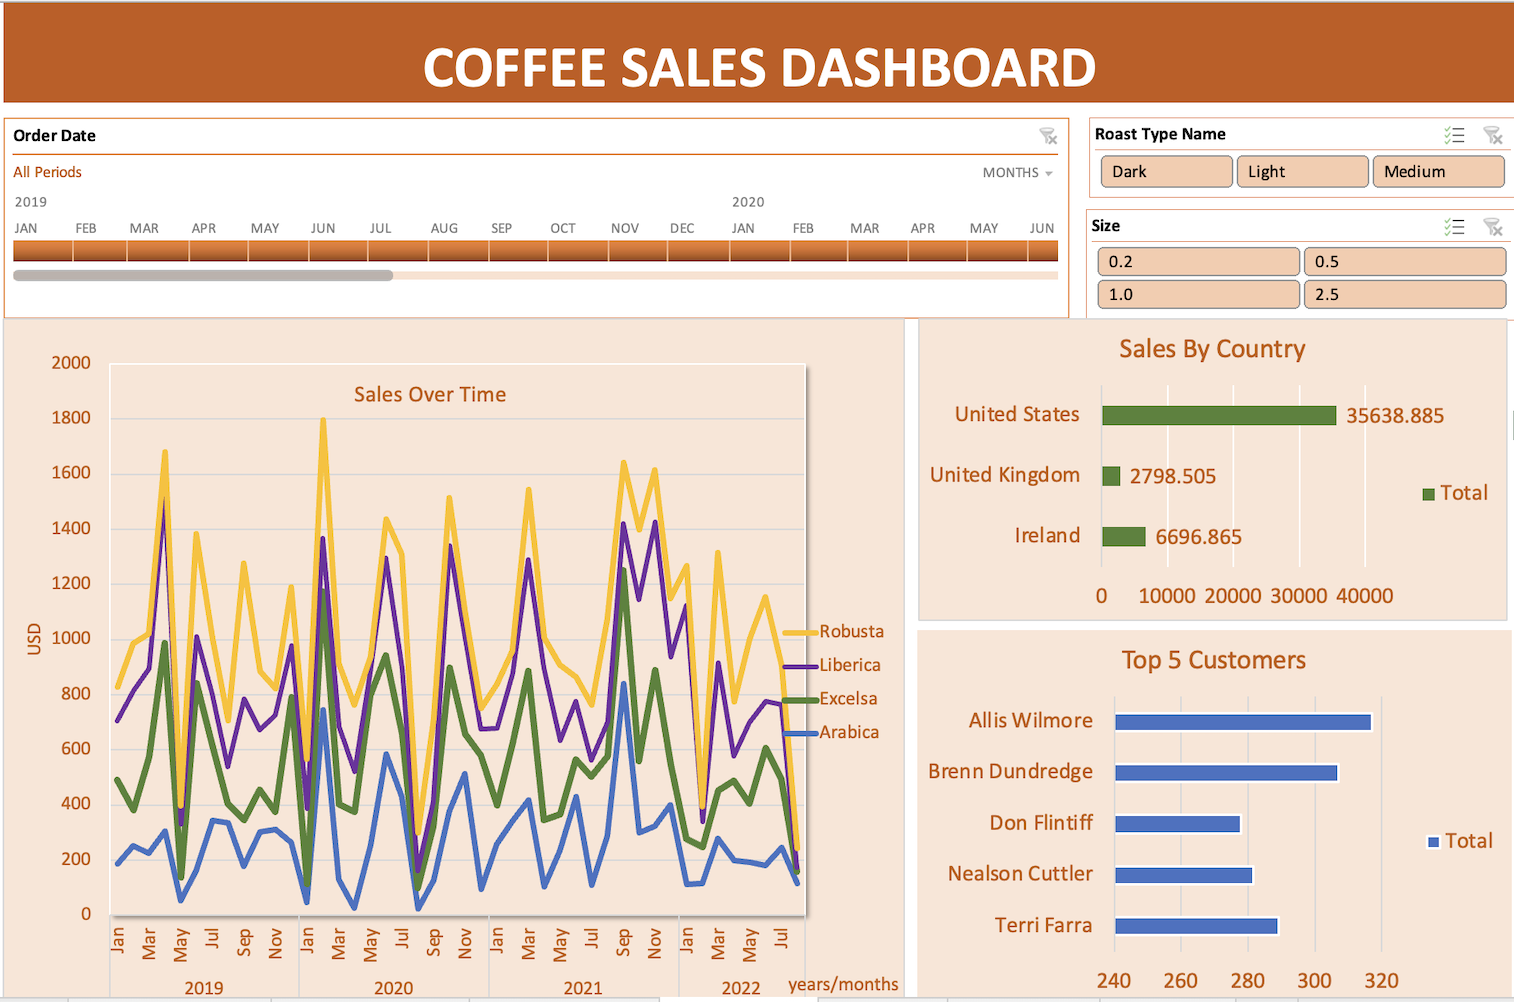 COFFEE SALES DASHBOARD
Order Date
All Periods
MONTHS
2019 2020
JAN FEB MAR APR MAY JUN JUL AUG SEP OCT NOV DEC JAN FEB MAR APR MAY JUN
Roast Type Name
Dark Light Medium
Size
0.2 0.5
1.0 2.5
Sales Over Time
2000
1800
1600
1400
1200
1000
800
600
400
200
0
USD
Robusta
Liberica
Excelsa
Arabica
Jan Mar May Jul Sep Nov Jan Mar May Jul Sep Nov Jan Mar May Jul Sep Nov Jan Mar May Jul
2019 2020 2021 2022
years/months
Sales By Country
United States 35638.885
United Kingdom 2798.505
Ireland 6696.865
Total
0 10000 20000 30000 40000
Top 5 Customers
Allis Wilmore
Brenn Dundredge
Don Flintiff
Nealson Cuttler
Terri Farra
Total
240 260 280 300 320